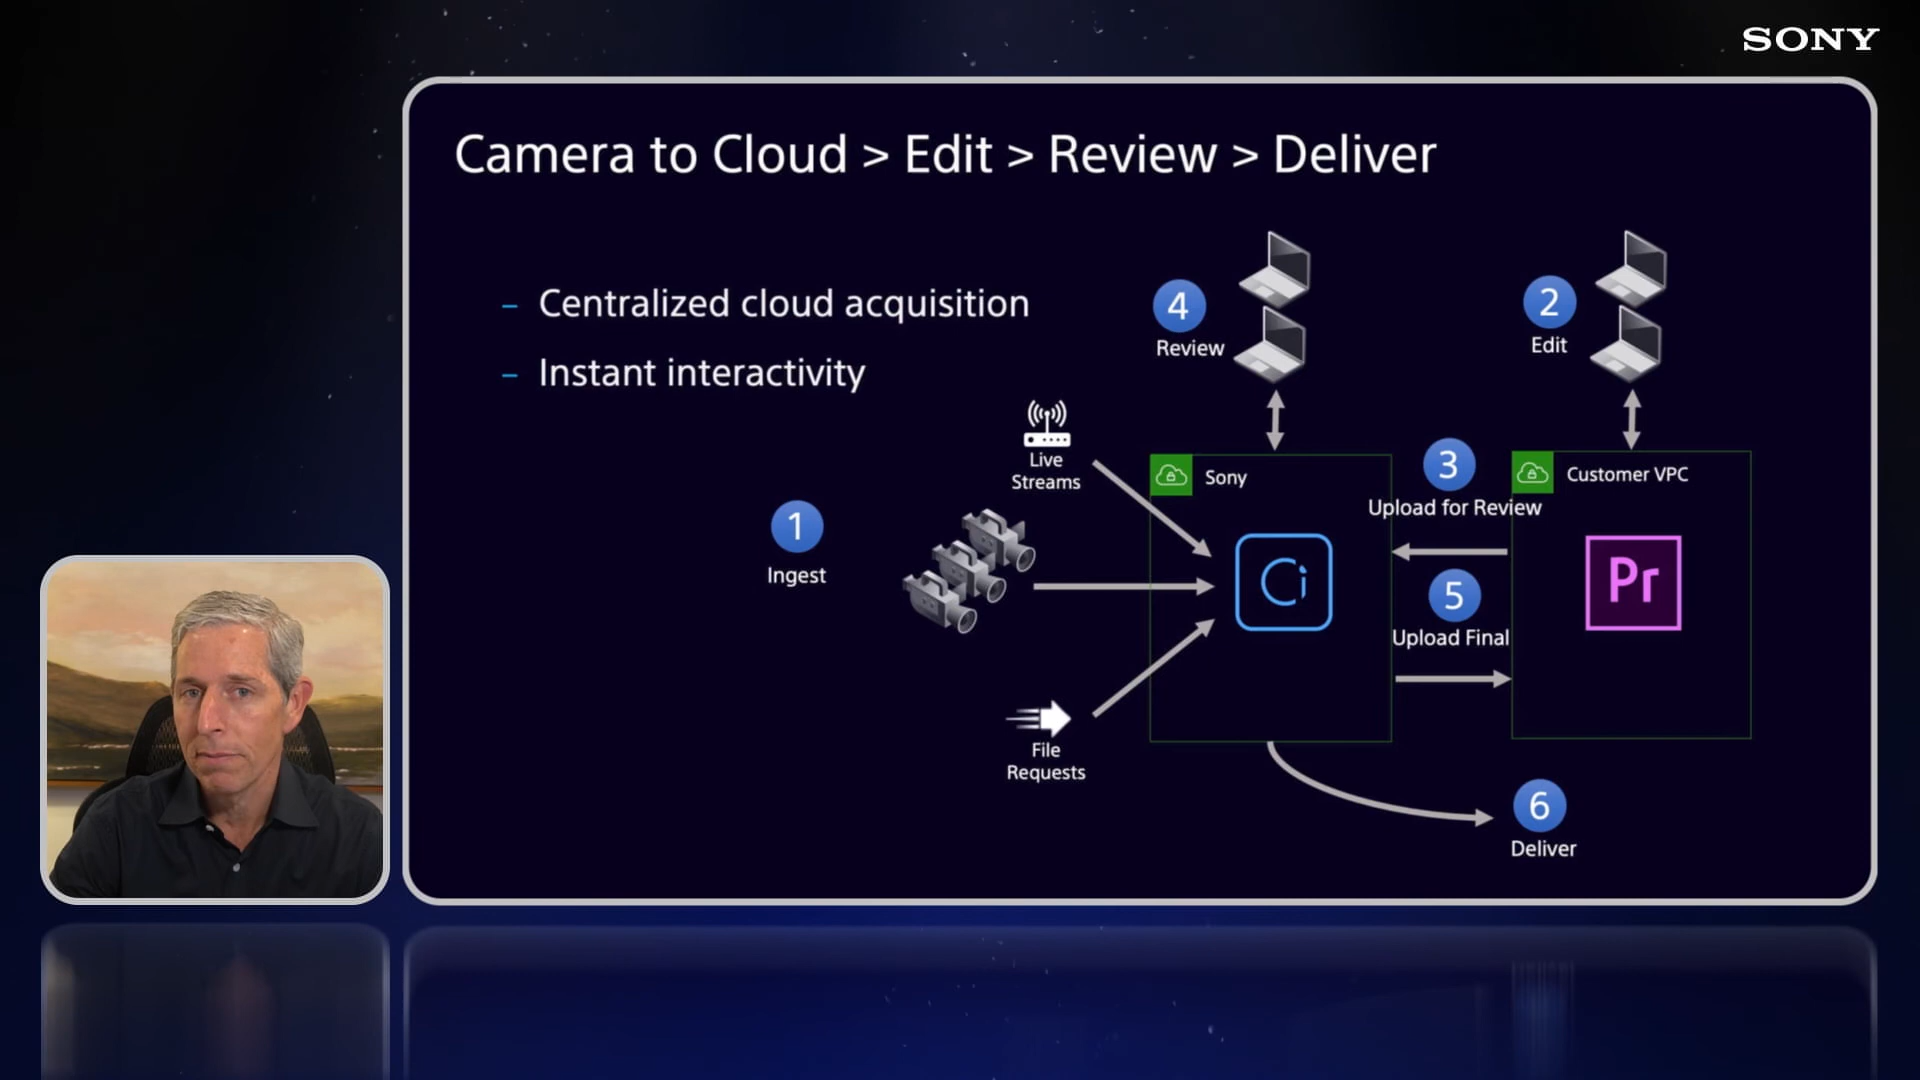 SONY
Camera to Cloud > Edit > Review > Deliver
– Centralized cloud acquisition
– Instant interactivity
4
Review
2
Edit
Live
Streams
1
Ingest
File
Requests
Sony
Ci
3
Upload for Review
5
Upload Final
Customer VPC
Pr
6
Deliver